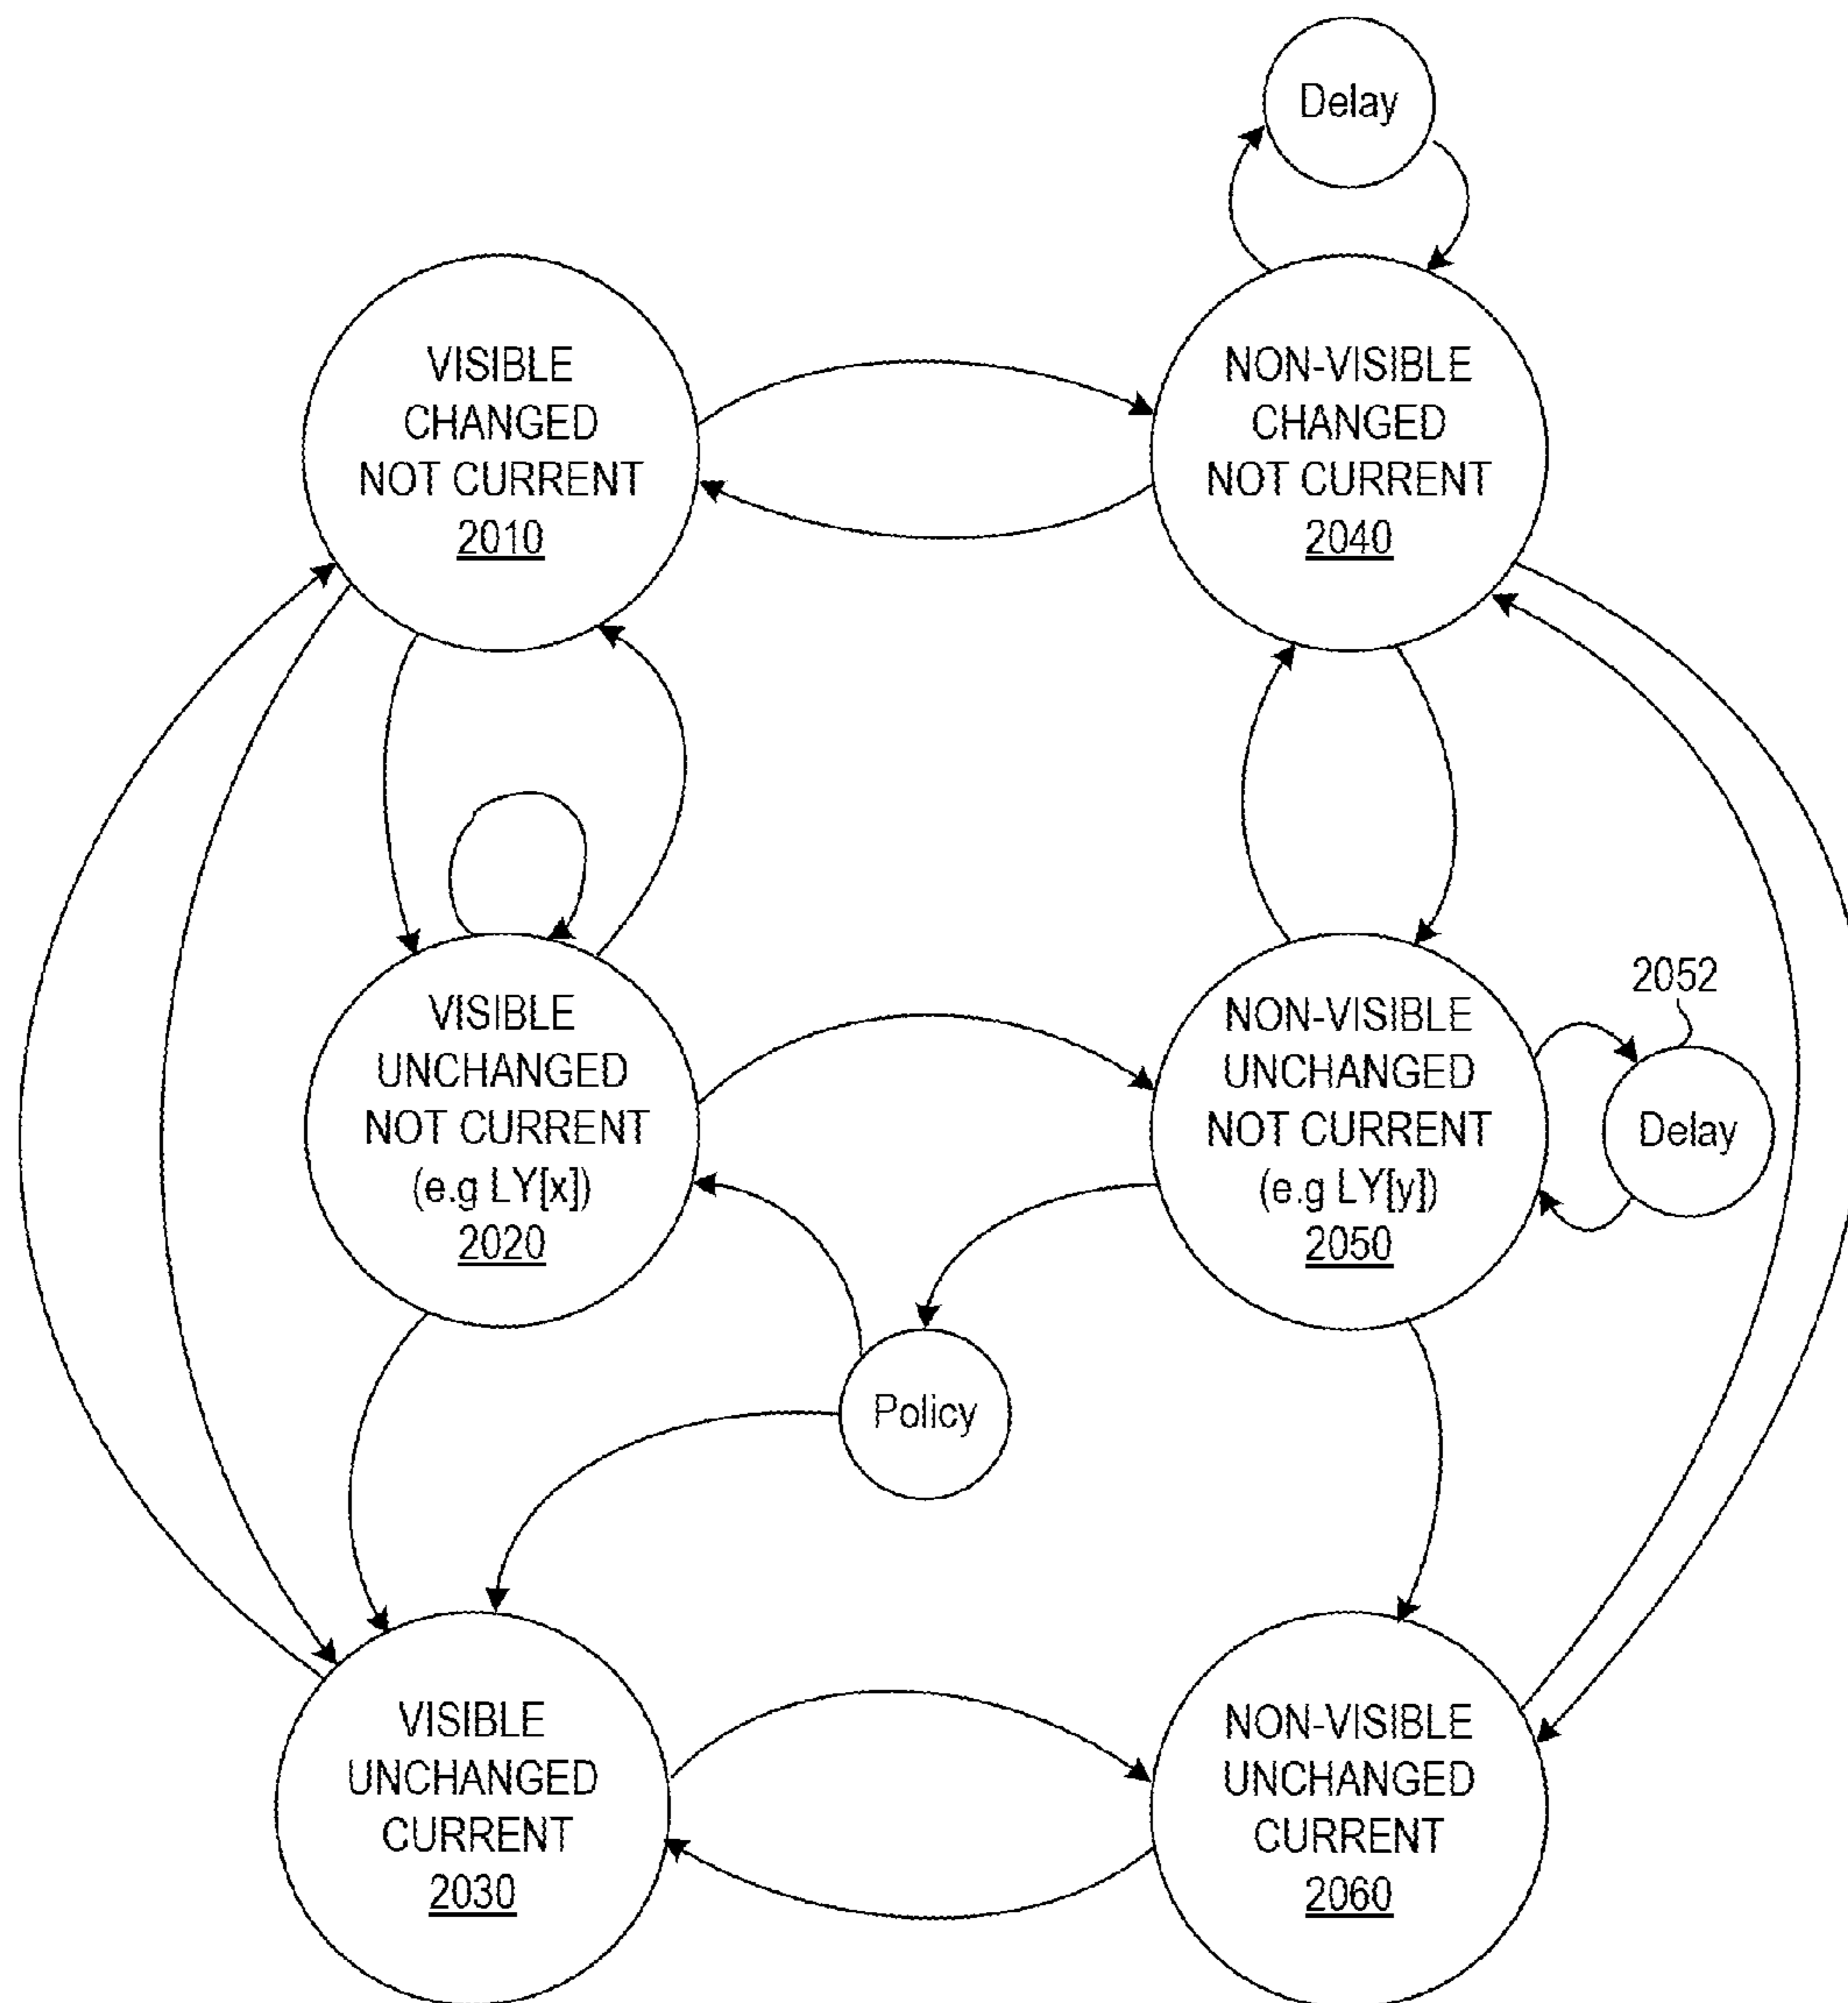 Delay
VISIBLE
CHANGED
NOT CURRENT
2010
NON-VISIBLE
CHANGED
NOT CURRENT
2040
VISIBLE
UNCHANGED
NOT CURRENT
(e.g LY[x])
2020
NON-VISIBLE
UNCHANGED
NOT CURRENT
(e.g LY[y])
2050
2052
Delay
Policy
VISIBLE
UNCHANGED
CURRENT
2030
NON-VISIBLE
UNCHANGED
CURRENT
2060